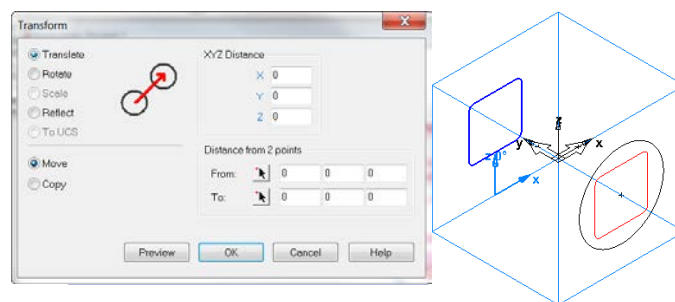 Transform
Translate
Rotate
Scale
Reflect
To UCS
Move
Copy
XYZ Distance
X 0
Y 0
Z 0
Distance from 2 points
From: 0 0 0
To: 0 0 0
Preview OK Cancel Help
z
y x
x